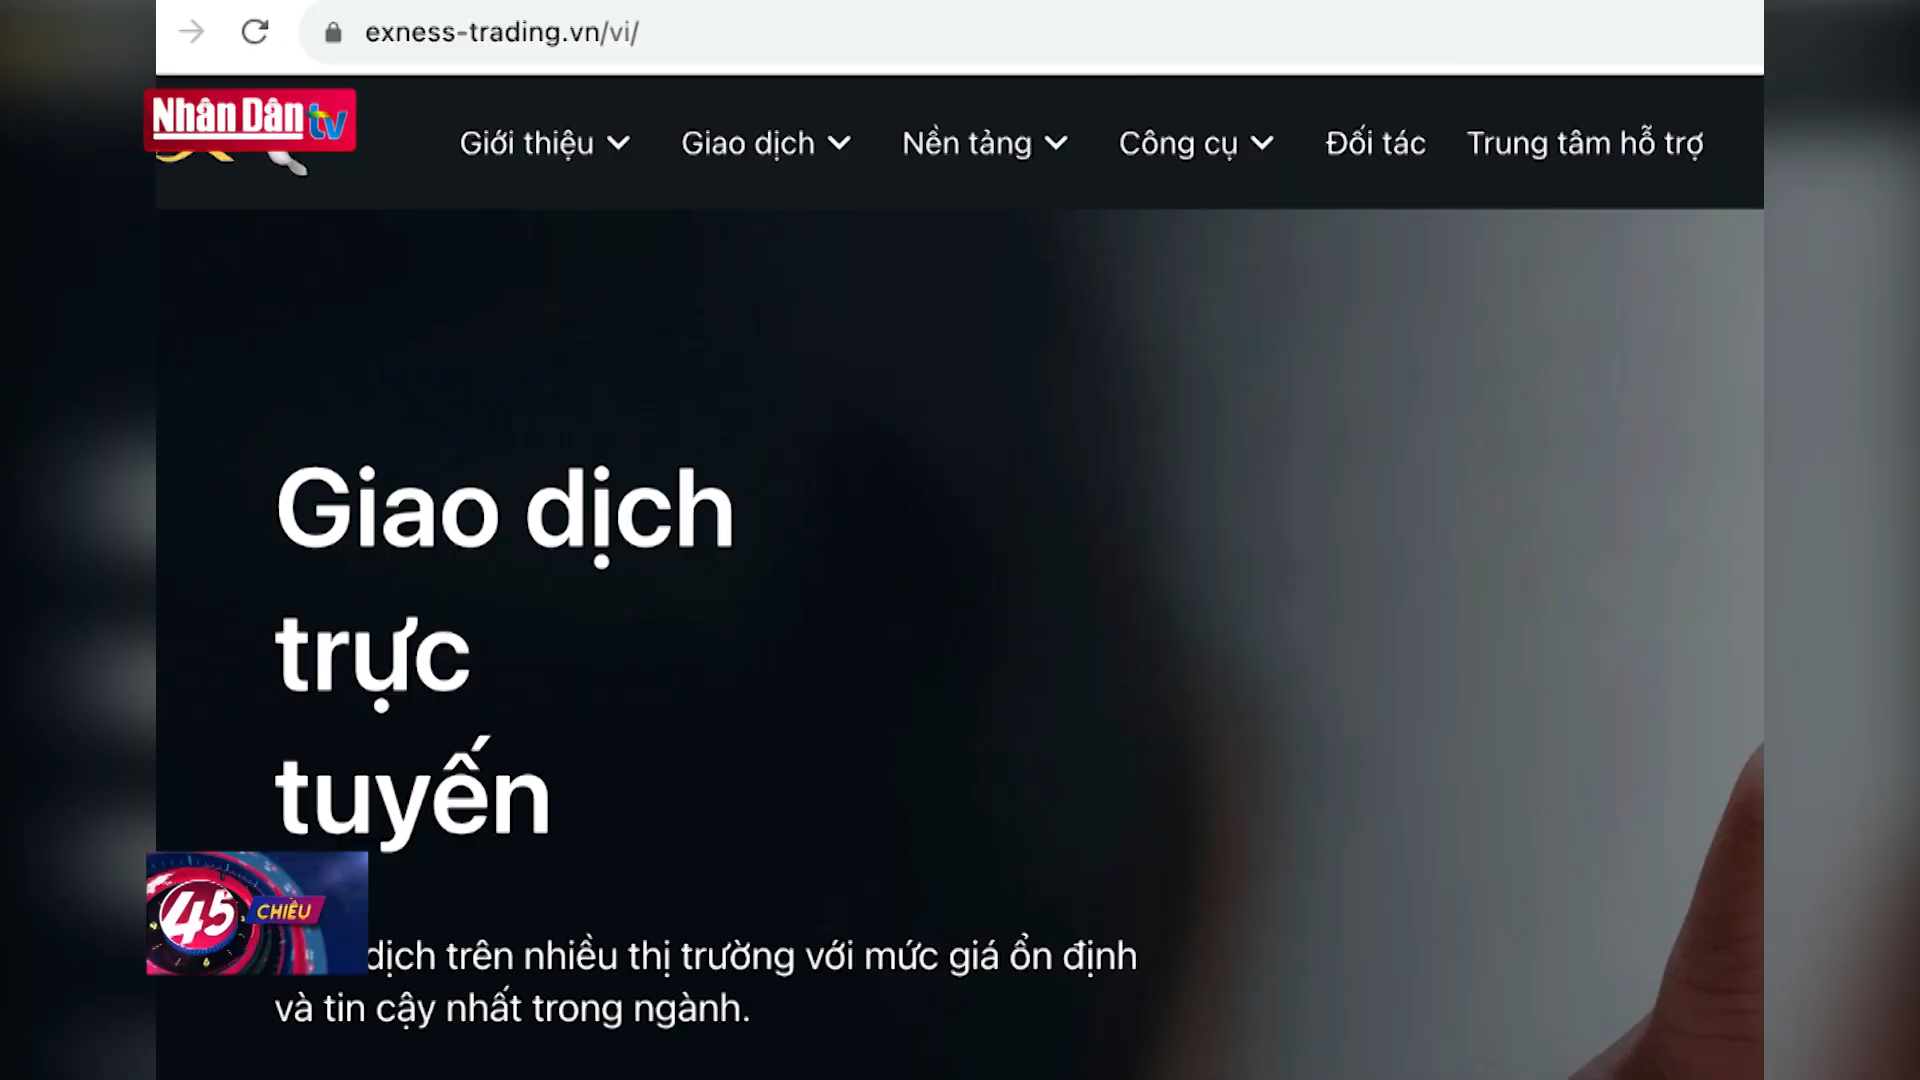 exness-trading.vn/vi/
Nhân Dân tv
Giới thiệu Giao dịch Nền tảng Công cụ Đối tác Trung tâm hỗ trợ
Giao dịch
trực
tuyến
45 CHIỀU
dịch trên nhiều thị trường với mức giá ổn định
và tin cậy nhất trong ngành.